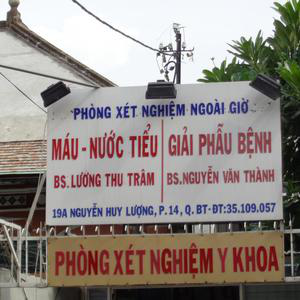 PHÒNG XÉT NGHIỆM NGOÀI GIỜ
MÁU - NƯỚC TIỂU GIẢI PHẪU BỆNH
BS. LƯƠNG THU TRÂM BS. NGUYỄN VĂN THÀNH
19A NGUYỄN HUY LƯỢNG, P.14, Q. BT-ĐT:35.109.057
PHÒNG XÉT NGHIỆM Y KHOA